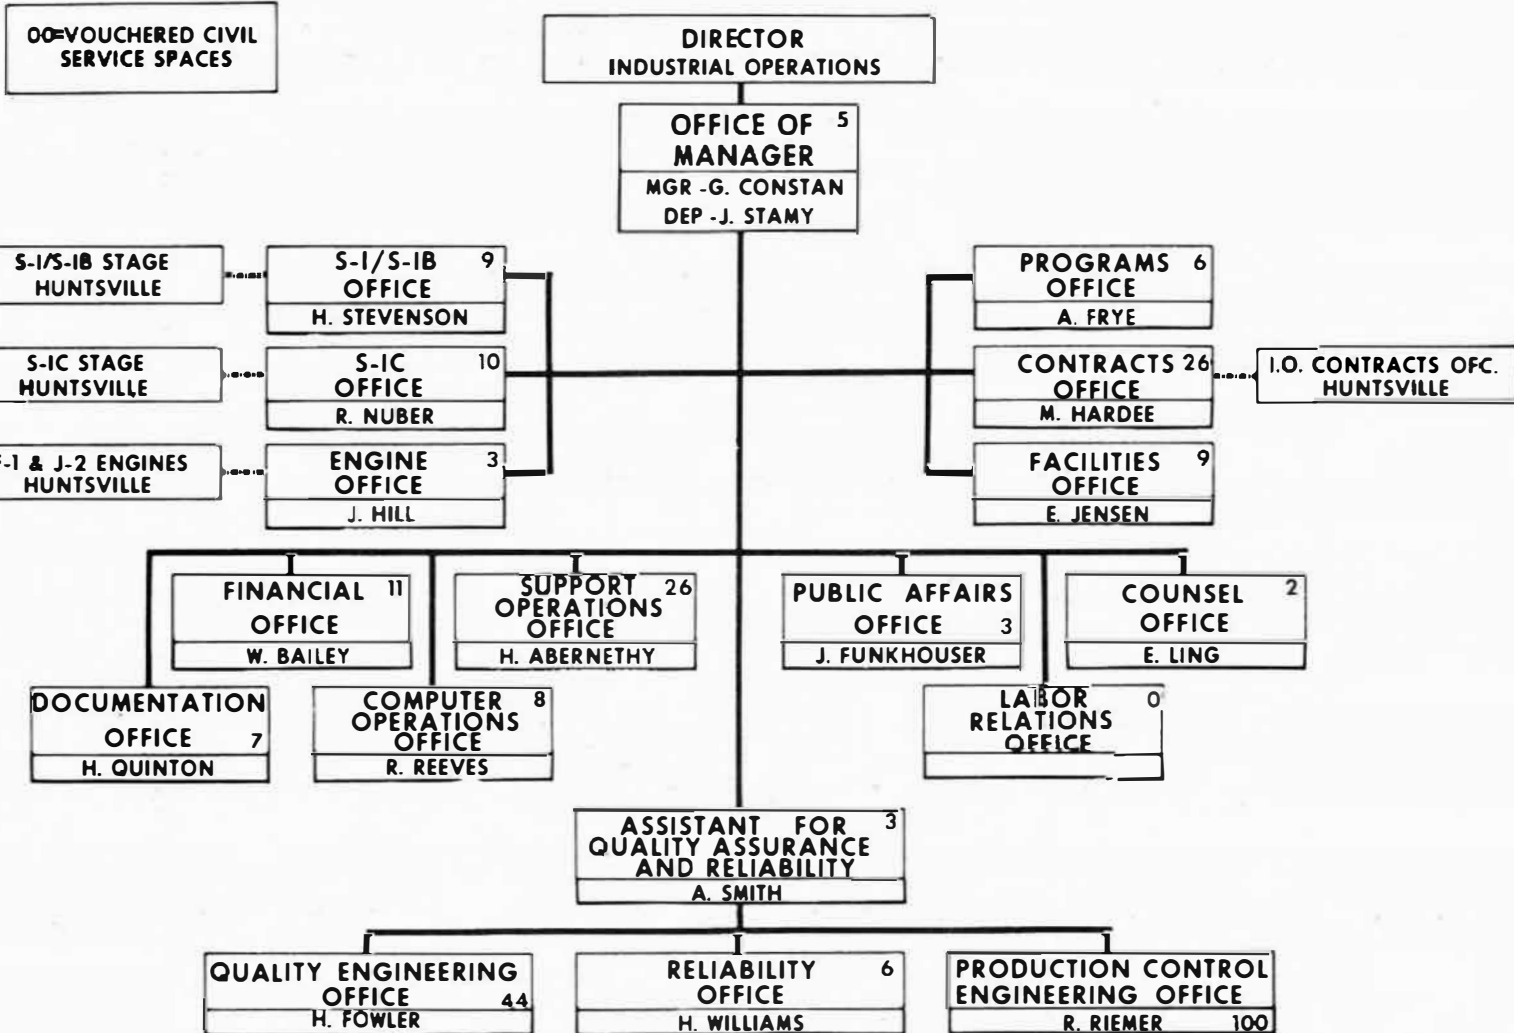 00=VOUCHERED CIVIL
SERVICE SPACES
DIRECTOR
INDUSTRIAL OPERATIONS
OFFICE OF 5
MANAGER
MGR -G. CONSTAN
DEP -J. STAMY
S-I/S-IB STAGE
HUNTSVILLE
S-I/S-IB 9
OFFICE
H. STEVENSON
PROGRAMS 6
OFFICE
A. FRYE
S-IC STAGE
HUNTSVILLE
S-IC 10
OFFICE
R. NUBER
CONTRACTS 26
OFFICE
M. HARDEE
I.O. CONTRACTS OFC.
HUNTSVILLE
-1 & J-2 ENGINES
HUNTSVILLE
ENGINE 3
OFFICE
J. HILL
FACILITIES 9
OFFICE
E. JENSEN
FINANCIAL 11
OFFICE
W. BAILEY
SUPPORT 26
OPERATIONS
OFFICE
H. ABERNETHY
PUBLIC AFFAIRS
OFFICE 3
J. FUNKHOUSER
COUNSEL 2
OFFICE
E. LING
DOCUMENTATION
OFFICE 7
H. QUINTON
COMPUTER 8
OPERATIONS
OFFICE
R. REEVES
LABOR 0
RELATIONS
OFFICE
ASSISTANT FOR 3
QUALITY ASSURANCE
AND RELIABILITY
A. SMITH
QUALITY ENGINEERING
OFFICE 44
H. FOWLER
RELIABILITY 6
OFFICE
H. WILLIAMS
PRODUCTION CONTROL
ENGINEERING OFFICE
R. RIEMER 100